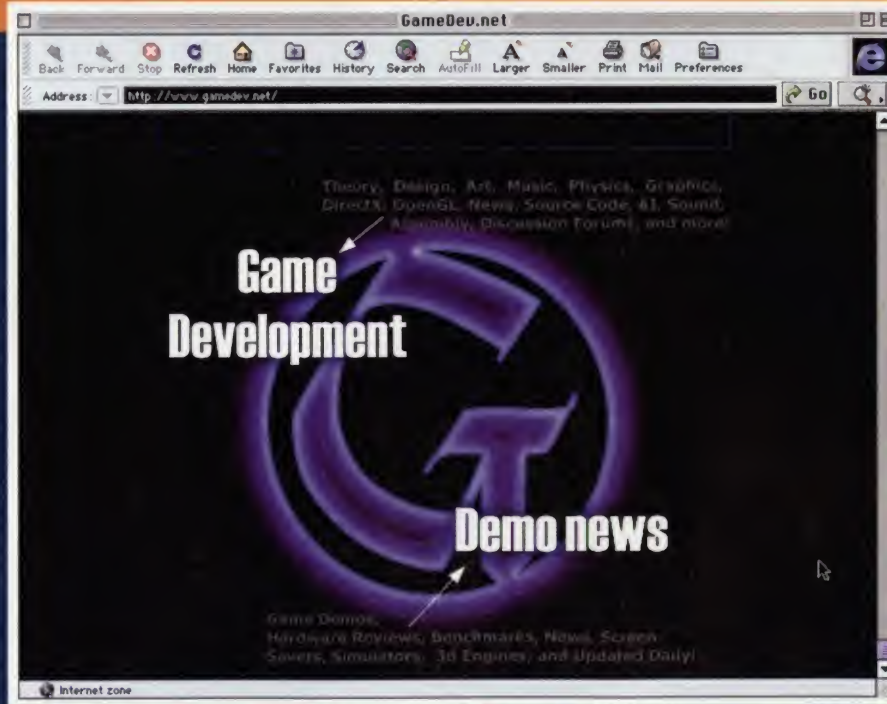 GameDev.net
Back Forward Stop Refresh Home Favorites History Search AutoFill Larger Smaller Print Mail Preferences
Address: http://www.gamedev.net/ Go
Theory, Design, Art, Music, Physics, Graphics,
DirectX, OpenGL, News, Source Code, AI, Sound,
Assembly, Discussion Forums, and more!
Game
Development
Demo news
Game Demos,
Hardware Reviews, Benchmarks, News, Screen
Savers, Simulators, 3d Engines, and Updated Daily!
Internet zone